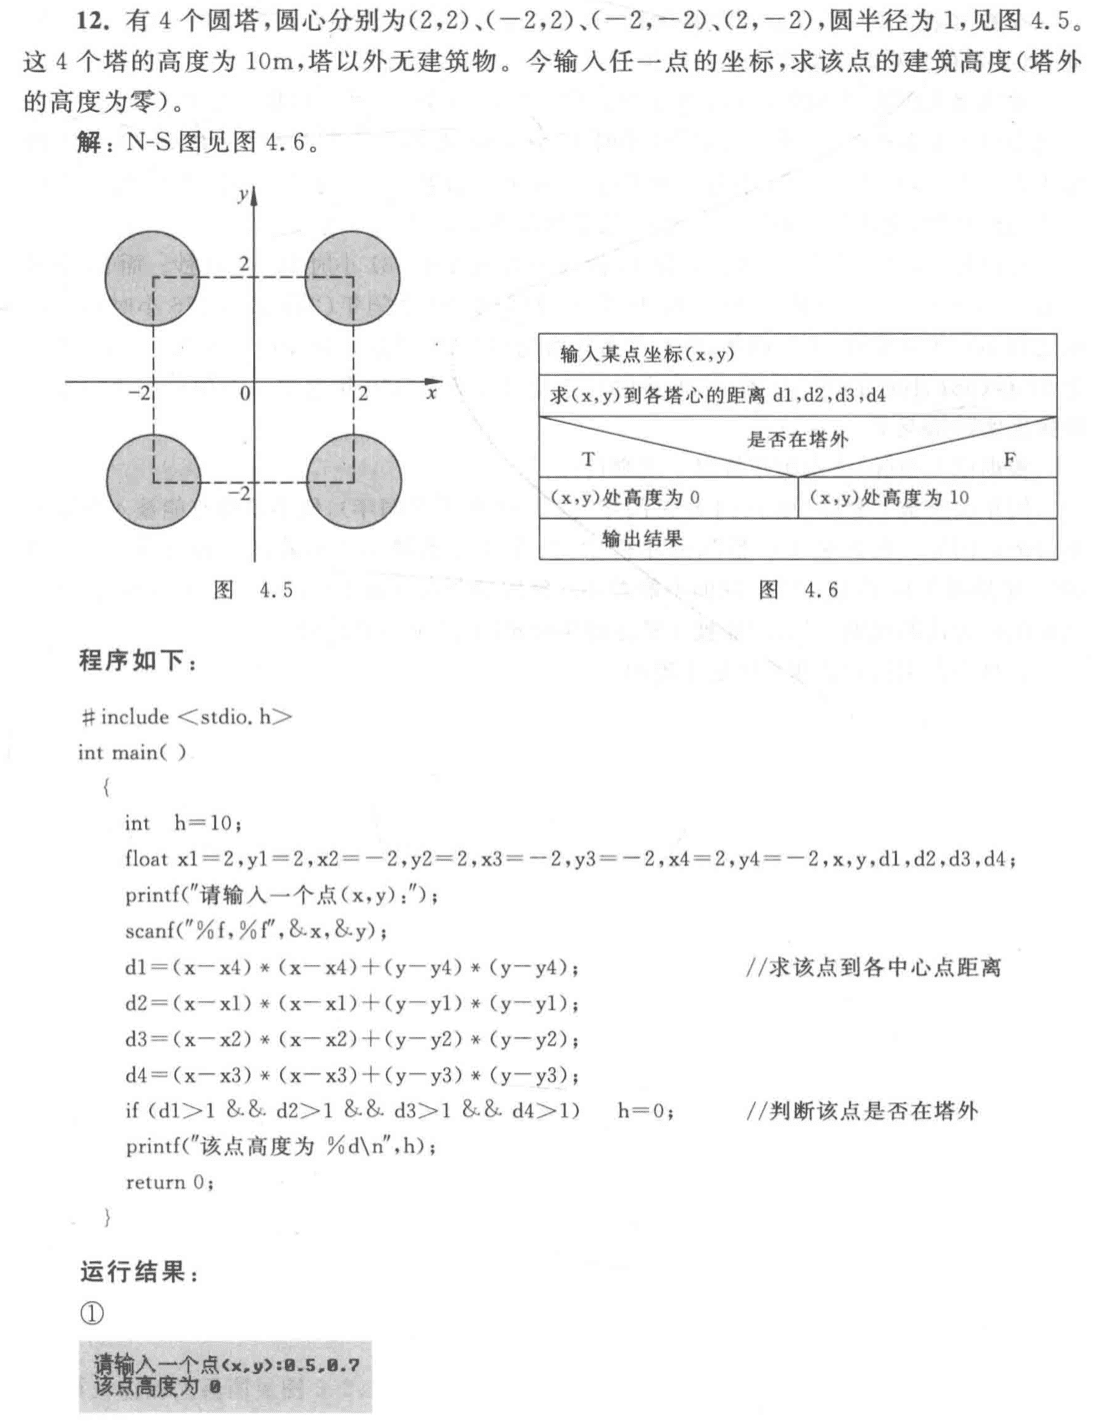 12. 有 4 个圆塔,圆心分别为(2,2)、(-2,2)、(-2,-2)、(2,-2),圆半径为 1,见图 4.5。
这 4 个塔的高度为 10m,塔以外无建筑物。今输入任一点的坐标,求该点的建筑高度(塔外
的高度为零)。
解:N-S 图见图 4.6。
y
2
-2
0
2
x
-2
图 4.5
输入某点坐标(x,y)
求(x,y)到各塔心的距离 d1,d2,d3,d4
是否在塔外
T
F
(x,y)处高度为 0
(x,y)处高度为 10
输出结果
图 4.6
程序如下:
#include <stdio.h>
int main( )
{
int h=10;
float x1=2,y1=2,x2=-2,y2=2,x3=-2,y3=-2,x4=2,y4=-2,x,y,d1,d2,d3,d4;
printf("请输入一个点(x,y):");
scanf("%f,%f",&x,&y);
d1=(x-x4)*(x-x4)+(y-y4)*(y-y4); //求该点到各中心点距离
d2=(x-x1)*(x-x1)+(y-y1)*(y-y1);
d3=(x-x2)*(x-x2)+(y-y2)*(y-y2);
d4=(x-x3)*(x-x3)+(y-y3)*(y-y3);
if (d1>1 && d2>1 && d3>1 && d4>1) h=0; //判断该点是否在塔外
printf("该点高度为 %d\n",h);
return 0;
}
运行结果:
①
请输入一个点(x,y):0.5,0.7
该点高度为 0